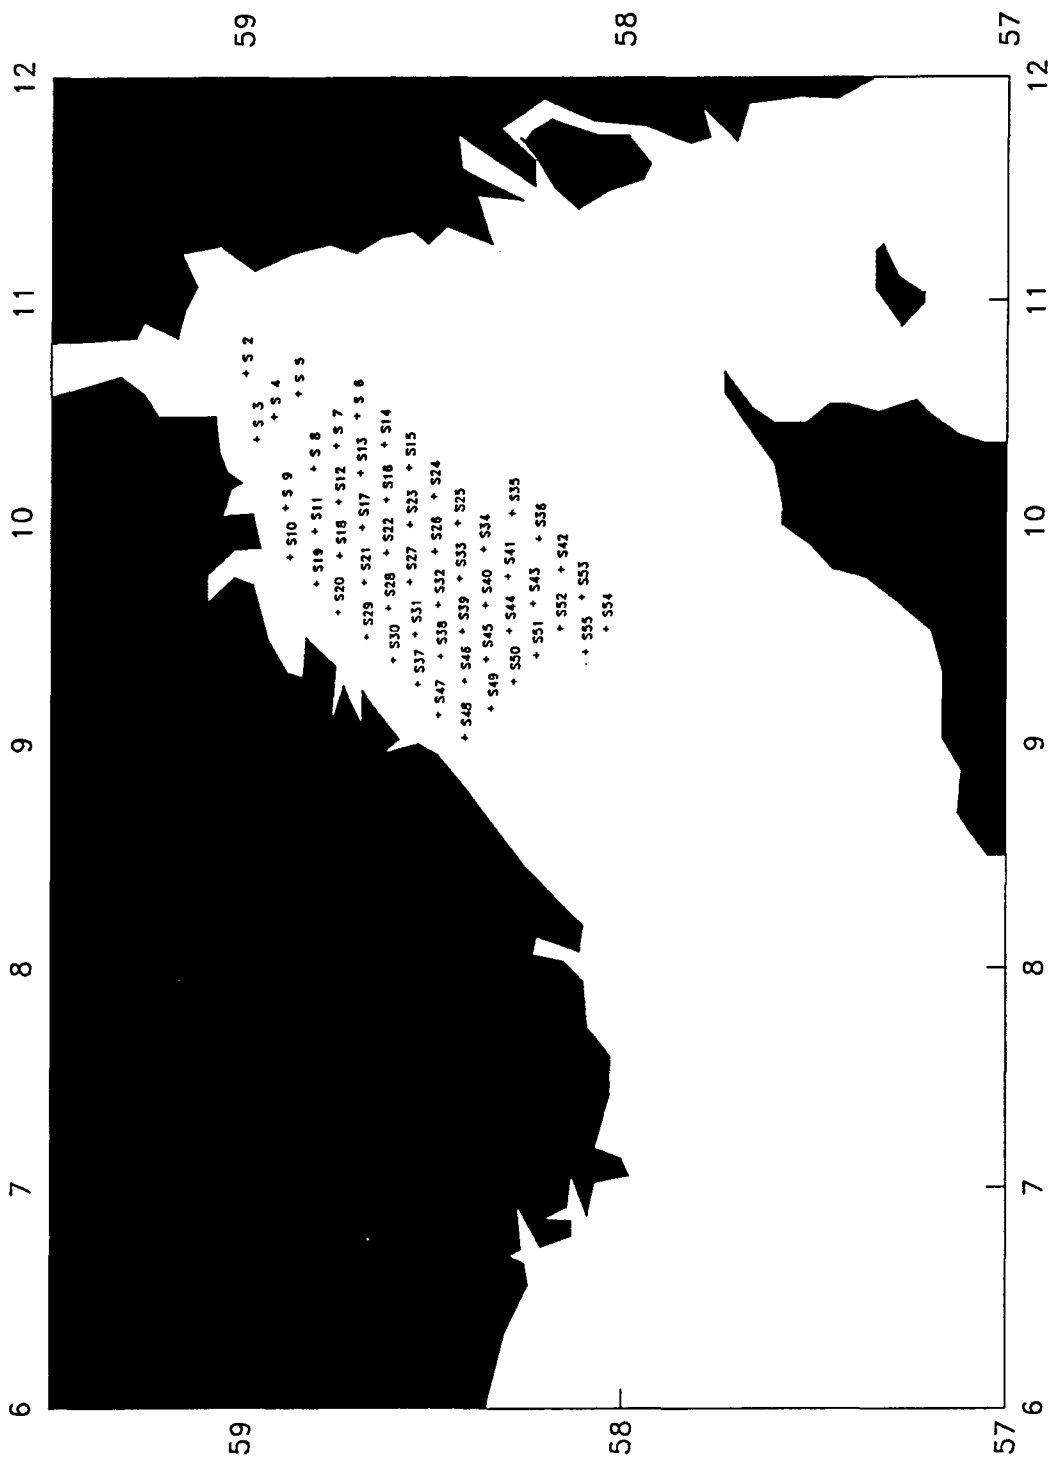 6 7 8 9 10 11 12
59 59
+ S 2
+ S 3
+ S 4
+ S10 + S 9
+ S 5
+ S19 + S11 + S 8
+ S20 + S18 + S12 + S 7
+ S29 + S21 + S17 + S13 + S 6
+ S30 + S28 + S22 + S16 + S14
+ S37 + S31 + S27 + S23 + S15
+ S47 + S38 + S32 + S26 + S24
+ S48 + S46 + S39 + S33 + S25
+ S49 + S45 + S40 + S34
+ S50 + S44 + S41 + S35
+ S51 + S43 + S36
+ S52 + S42
+ S55 + S53
+ S54
58 58
57 57
6 7 8 9 10 11 12